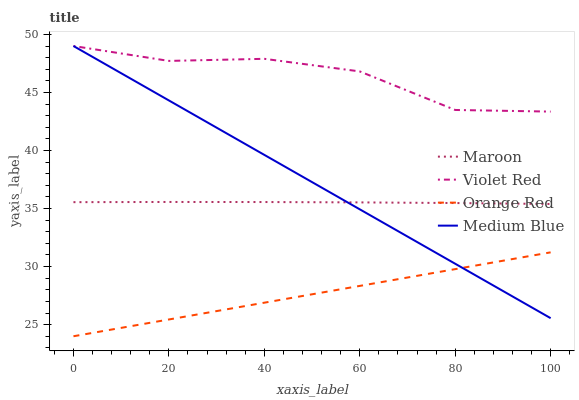 title
50
45
40
35
30
25
0
20
40
60
80
100
yaxis_label
xaxis_label
Maroon
Violet Red
Orange Red
Medium Blue